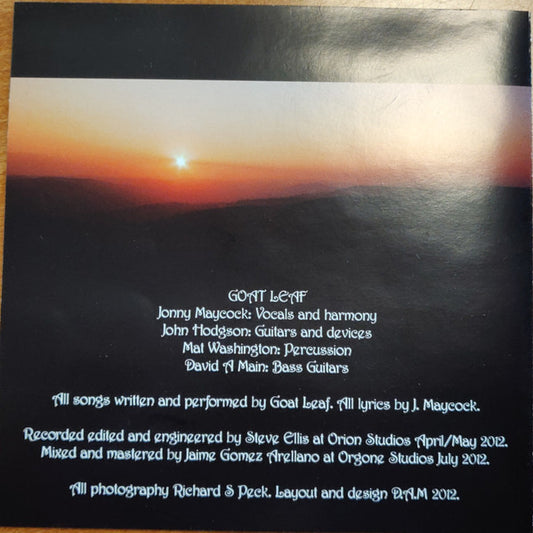 GOAT LEAF
Jonny Maycock: Vocals and harmony
John Hodgson: Guitars and devices
Mat Washington: Percussion
David A Main: Bass Guitars
All songs written and performed by Goat Leaf. All lyrics by J. Maycock.
Recorded edited and engineered by Steve Ellis at Orion Studios April/May 2012.
Mixed and mastered by Jaime Gomez Arellano at Orgone Studios July 2012.
All photography Richard S Peck. Layout and design D.A.M 2012.